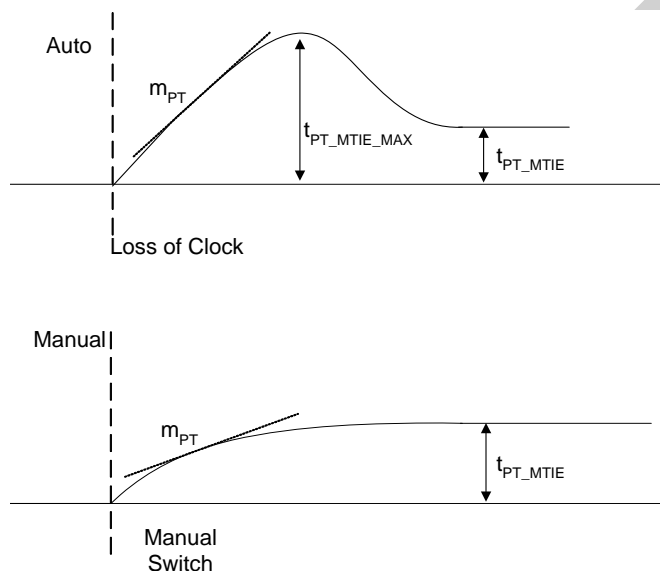 Auto
m_PT
t_PT_MTIE_MAX
t_PT_MTIE
Loss of Clock
Manual
m_PT
t_PT_MTIE
Manual
Switch